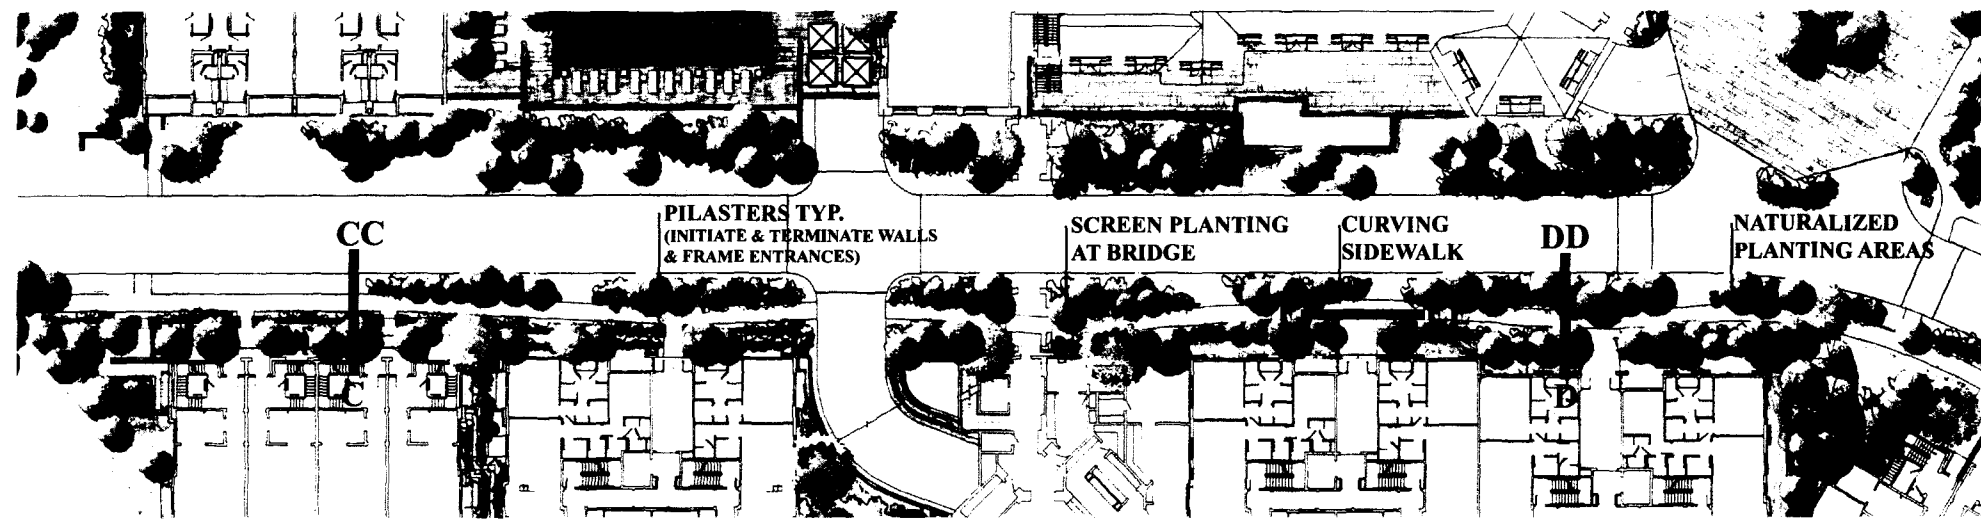 CC
PILASTERS TYP.
(INITIATE & TERMINATE WALLS
& FRAME ENTRANCES)
SCREEN PLANTING
AT BRIDGE
CURVING
SIDEWALK
DD
NATURALIZED
PLANTING AREAS
C
D